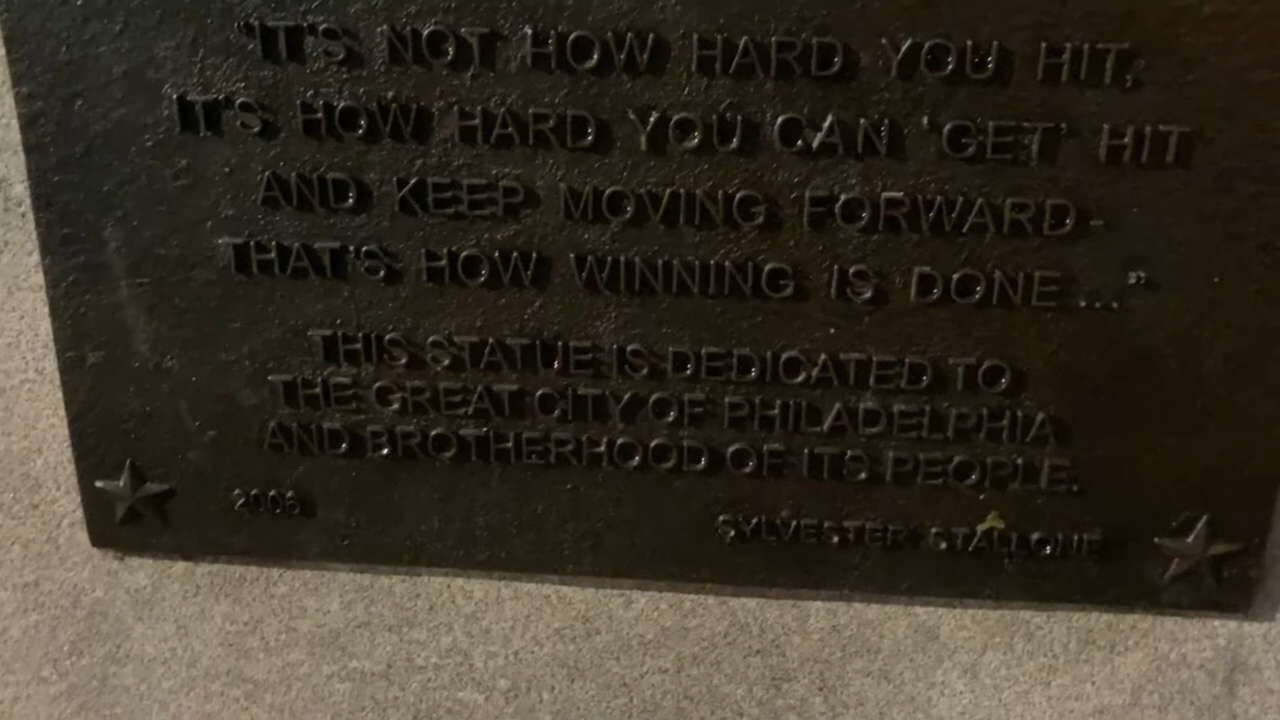 "IT'S NOT HOW HARD YOU HIT,
IT'S HOW HARD YOU CAN 'GET' HIT
AND KEEP MOVING FORWARD-
THAT'S HOW WINNING IS DONE..."
THIS STATUE IS DEDICATED TO
THE GREAT CITY OF PHILADELPHIA
AND BROTHERHOOD OF ITS PEOPLE.
2006
SYLVESTER STALLONE